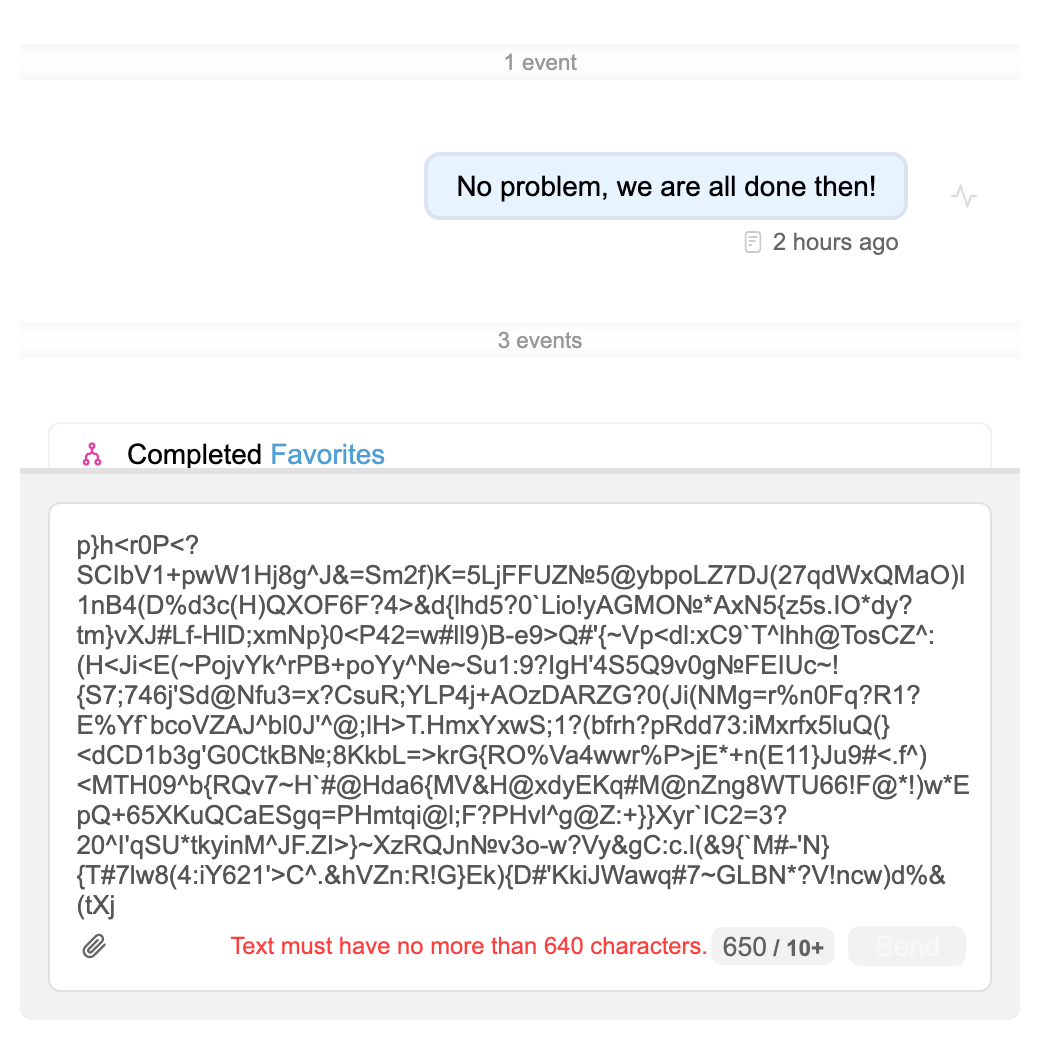 1 event
No problem, we are all done then!
2 hours ago
3 events
Completed Favorites
p}h<r0P<?
SCIbV1+pwW1Hj8g^J&=Sm2f)K=5LjFFUZ№5@ybpoLZ7DJ(27qdWxQMaO)l
1nB4(D%d3c(H)QXOF6F?4>&d{lhd5?0`Lio!yAGMO№*AxN5{z5s.IO*dy?
tm}vXJ#Lf-HlD;xmNp}0<P42=w#ll9)B-e9>Q#'{~Vp<dl:xC9`T^lhh@TosCZ^:
(H<Ji<E(~PojvYk^rPB+poYy^Ne~Su1:9?IgH'4S5Q9v0g№FEIUc~!
{S7;746j'Sd@Nfu3=x?CsuR;YLP4j+AOzDARZG?0(Ji(NMg=r%n0Fq?R1?
E%Yf`bcoVZAJ^bl0J'^@;lH>T.HmxYxwS;1?(bfrh?pRdd73:iMxrfx5luQ(}
<dCD1b3g'G0CtkB№;8KkbL=>krG{RO%Va4wwr%P>jE*+n(E11}Ju9#<.f^)
<MTH09^b{RQv7~H`#@Hda6{MV&H@xdyEKq#M@nZng8WTU66!F@*!)w*E
pQ+65XKuQCaESgq=PHmtqi@l;F?PHvl^g@Z:+}}Xyr`lC2=3?
20^l'qSU*tkyinM^JF.ZI>}~XzRQJnN№v3o-w?Vy&gC:c.l(&9{`M#-'N}
{T#7lw8(4:iY621'>C^.&hVZn:R!G}Ek){D#'KkiJWawq#7~GLBN*?V!ncw)d%&
(tXj
Text must have no more than 640 characters. 650 / 10+ Send